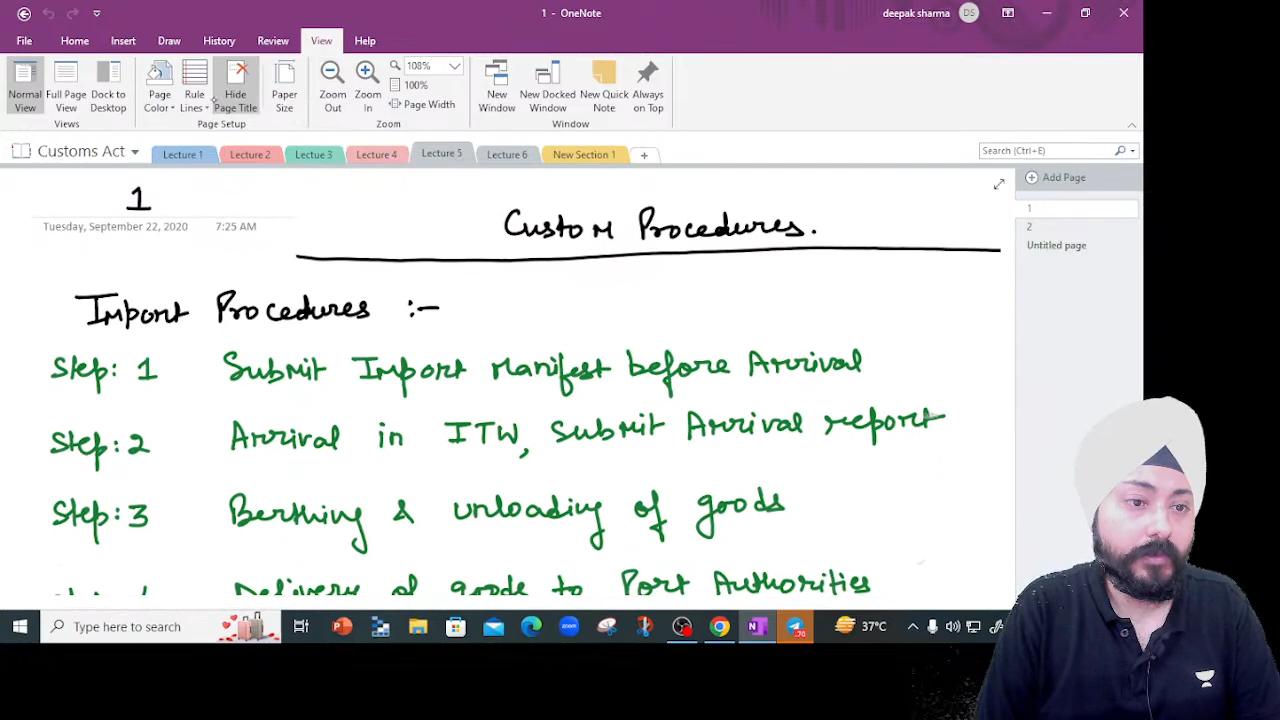 1 - OneNote
deepak sharma DS
File Home Insert Draw History Review View Help
Normal View Full Page View Dock to Desktop Page Color Rule Lines Hide Page Title Paper Size Zoom Out Zoom In 108% 100% Page Width New Window New Docked Window New Quick Note Always on Top
Views Page Setup Zoom Window
Customs Act Lecture 1 Lecture 2 Lectue 3 Lecture 4 Lecture 5 Lecture 6 New Section 1 Search (Ctrl+E)
Add Page
1
2
Untitled page
1
Tuesday, September 22, 2020 7:25 AM
Custom Procedures.
Import Procedures :-
Step: 1 Submit Import Manifest before Arrival
Step: 2 Arrival in ITW, Submit Arrival report
Step: 3 Berthing & unloading of goods
Delivery of goods to Port Authorities
Type here to search 70 37°C